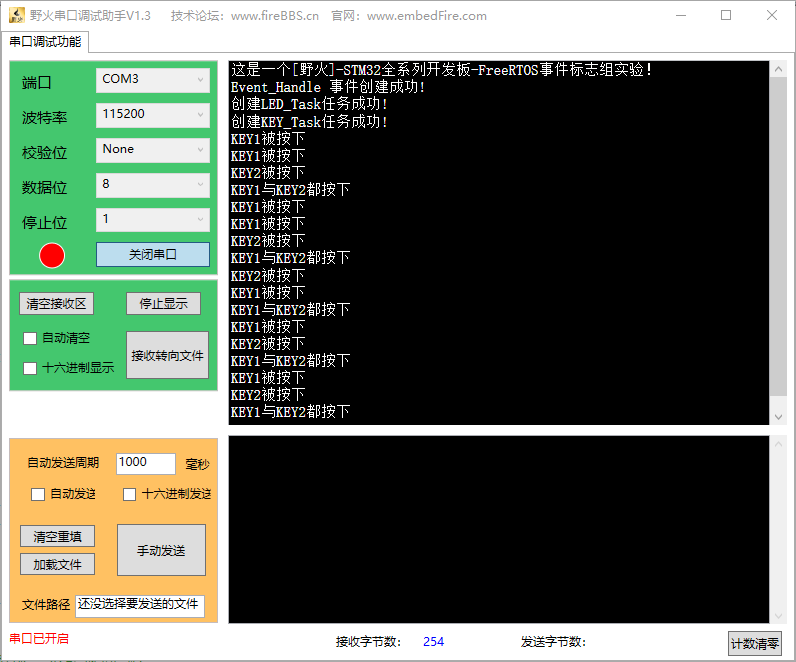 野火串口调试助手V1.3 技术论坛：www.fireBBS.cn 官网：www.embedFire.com
串口调试功能
端口 COM3
波特率 115200
校验位 None
数据位 8
停止位 1
关闭串口
清空接收区 停止显示
自动清空
十六进制显示
接收转向文件
这是一个[野火]-STM32全系列开发板-FreeRTOS事件标志组实验！
Event_Handle 事件创建成功!
创建LED_Task任务成功!
创建KEY_Task任务成功!
KEY1被按下
KEY1被按下
KEY2被按下
KEY1与KEY2都按下
KEY1被按下
KEY1被按下
KEY2被按下
KEY1与KEY2都按下
KEY2被按下
KEY1被按下
KEY1与KEY2都按下
KEY1被按下
KEY2被按下
KEY1与KEY2都按下
KEY1被按下
KEY2被按下
KEY1与KEY2都按下
自动发送周期 1000 毫秒
自动发送 十六进制发送
清空重填
加载文件
手动发送
文件路径 还没选择要发送的文件
串口已开启 接收字节数： 254 发送字节数： 计数清零